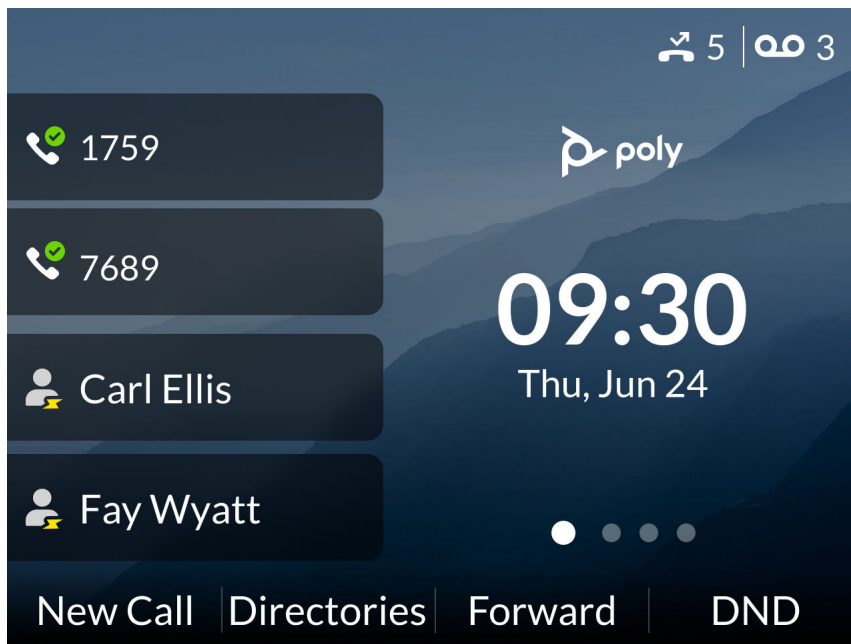 5 3
1759
poly
7689
09:30
Carl Ellis
Thu, Jun 24
Fay Wyatt
New Call Directories Forward DND